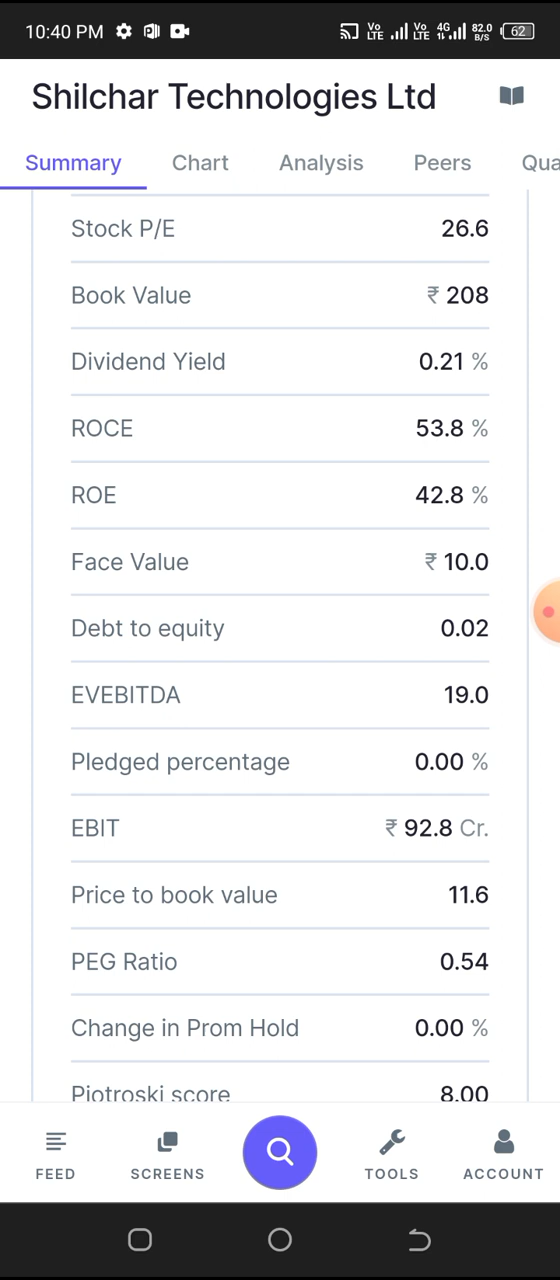 10:40 PM Vo LTE Vo LTE 4G 82.0 B/S 62
Shilchar Technologies Ltd
Summary Chart Analysis Peers Qua
Stock P/E 26.6
Book Value ₹ 208
Dividend Yield 0.21 %
ROCE 53.8 %
ROE 42.8 %
Face Value ₹ 10.0
Debt to equity 0.02
EVEBITDA 19.0
Pledged percentage 0.00 %
EBIT ₹ 92.8 Cr.
Price to book value 11.6
PEG Ratio 0.54
Change in Prom Hold 0.00 %
Piotroski score 8.00
FEED SCREENS TOOLS ACCOUNT